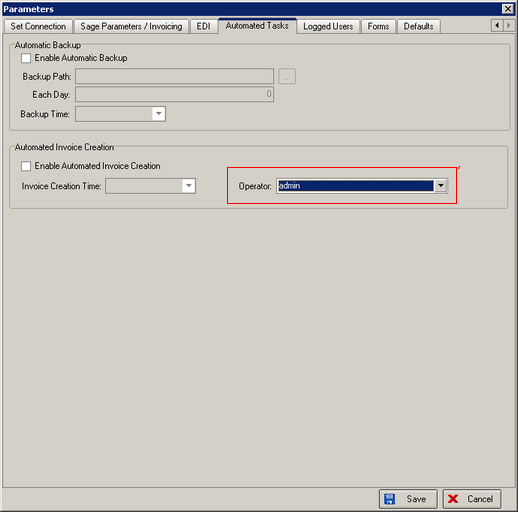 Parameters
Set Connection Sage Parameters / Invoicing EDI Automated Tasks Logged Users Forms Defaults
Automatic Backup
Enable Automatic Backup
Backup Path: ...
Each Day: 0
Backup Time:
Automated Invoice Creation
Enable Automated Invoice Creation
Invoice Creation Time: Operator: admin
Save Cancel